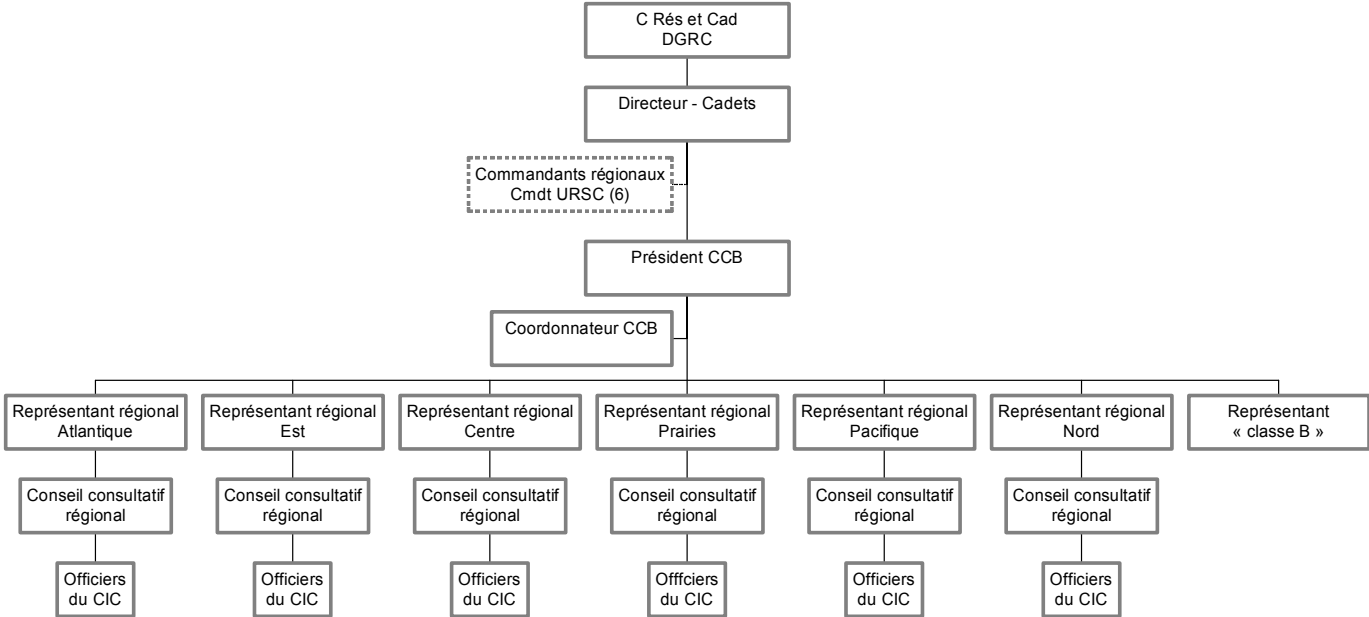 C Rés et Cad
DGRC
Directeur - Cadets
Commandants régionaux
Cmdt URSC (6)
Président CCB
Coordonnateur CCB
Représentant régional
Atlantique
Représentant régional
Est
Représentant régional
Centre
Représentant régional
Prairies
Représentant régional
Pacifique
Représentant régional
Nord
Représentant
« classe B »
Conseil consultatif
régional
Conseil consultatif
régional
Conseil consultatif
régional
Conseil consultatif
régional
Conseil consultatif
régional
Conseil consultatif
régional
Officiers
du CIC
Officiers
du CIC
Officiers
du CIC
Offfciers
du CIC
Officiers
du CIC
Officiers
du CIC